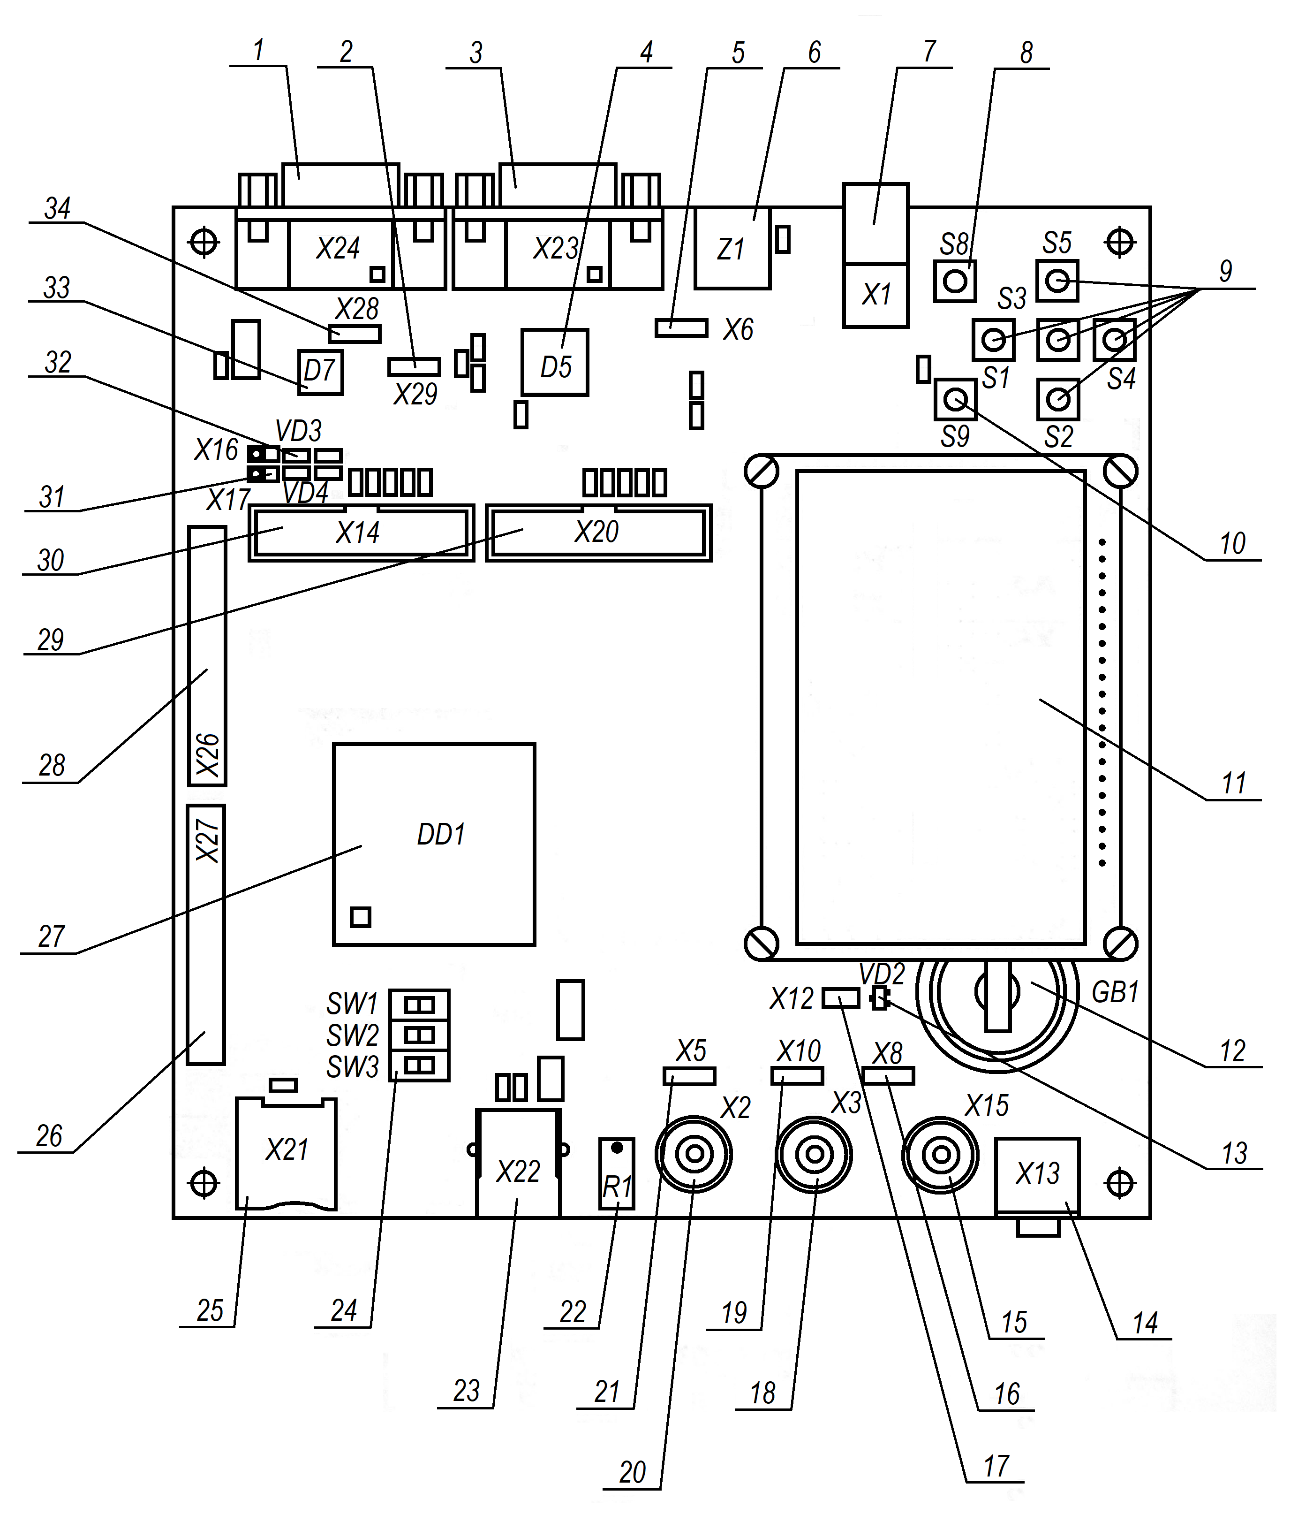 1 2 3 4 5 6 7 8
34
X24 X23 Z1 S8 S5
9
33
X28 X1 S3
X6
32
D7 D5
X29 S1 S4
X16 VD3 S9 S2
31
X17 VD4
30 X14 X20 10
29
28 X26 11
X27 DD1
27
VD2
SW1 X12 GB1
SW2
SW3 X5 X10 X8 12
X2 X3 X15
26 X21 13
X22 R1 X13
25 24 22 19 15 14
23 21 18 16
20 17